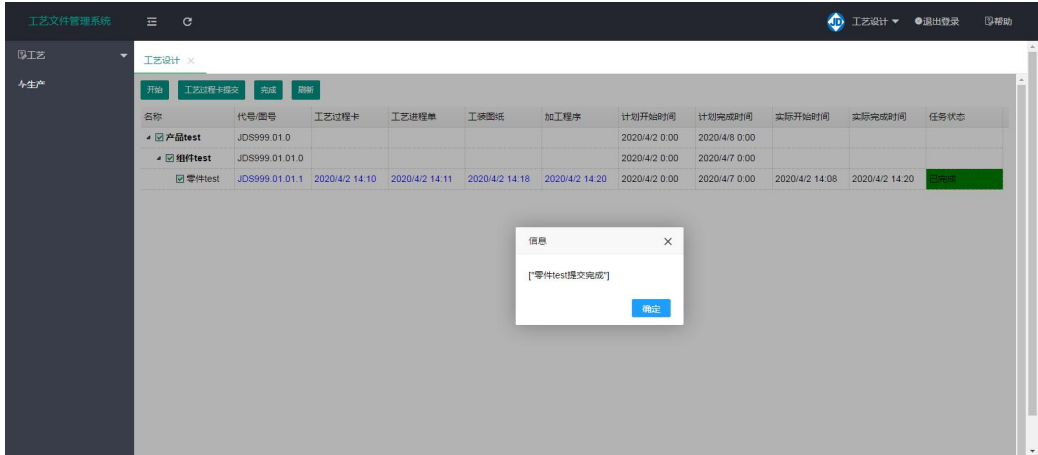 工艺文件管理系统 JD 工艺设计 退出登录 帮助
工艺
生产
工艺设计 ×
开始 工艺过程卡提交 完成 刷新
名称 代号/图号 工艺过程卡 工艺进程单 工装图纸 加工程序 计划开始时间 计划完成时间 实际开始时间 实际完成时间 任务状态
产品test JDS999.01.0 2020/4/2 0:00 2020/4/8 0:00
组件test JDS999.01.01.0 2020/4/2 0:00 2020/4/7 0:00
零件test JDS999.01.01.1 2020/4/2 14:10 2020/4/2 14:11 2020/4/2 14:18 2020/4/2 14:20 2020/4/2 0:00 2020/4/7 0:00 2020/4/2 14:08 2020/4/2 14:20 已完成
信息
["零件test提交完成"]
确定